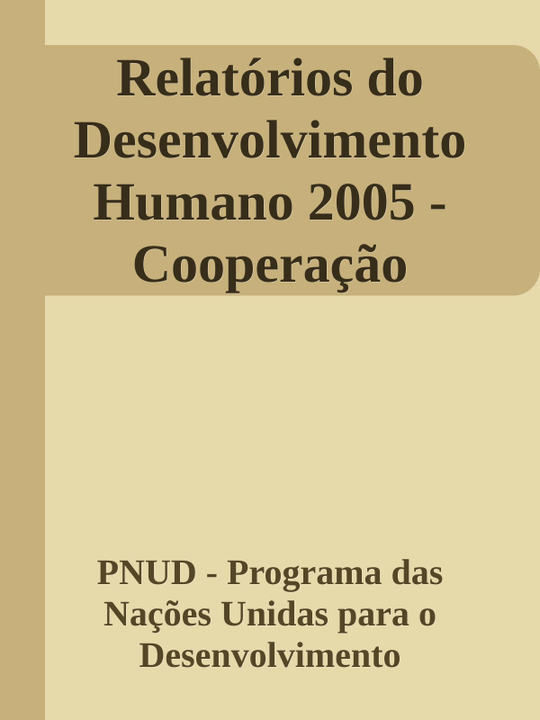 Relatórios do
Desenvolvimento
Humano 2005 -
Cooperação
PNUD - Programa das
Nações Unidas para o
Desenvolvimento